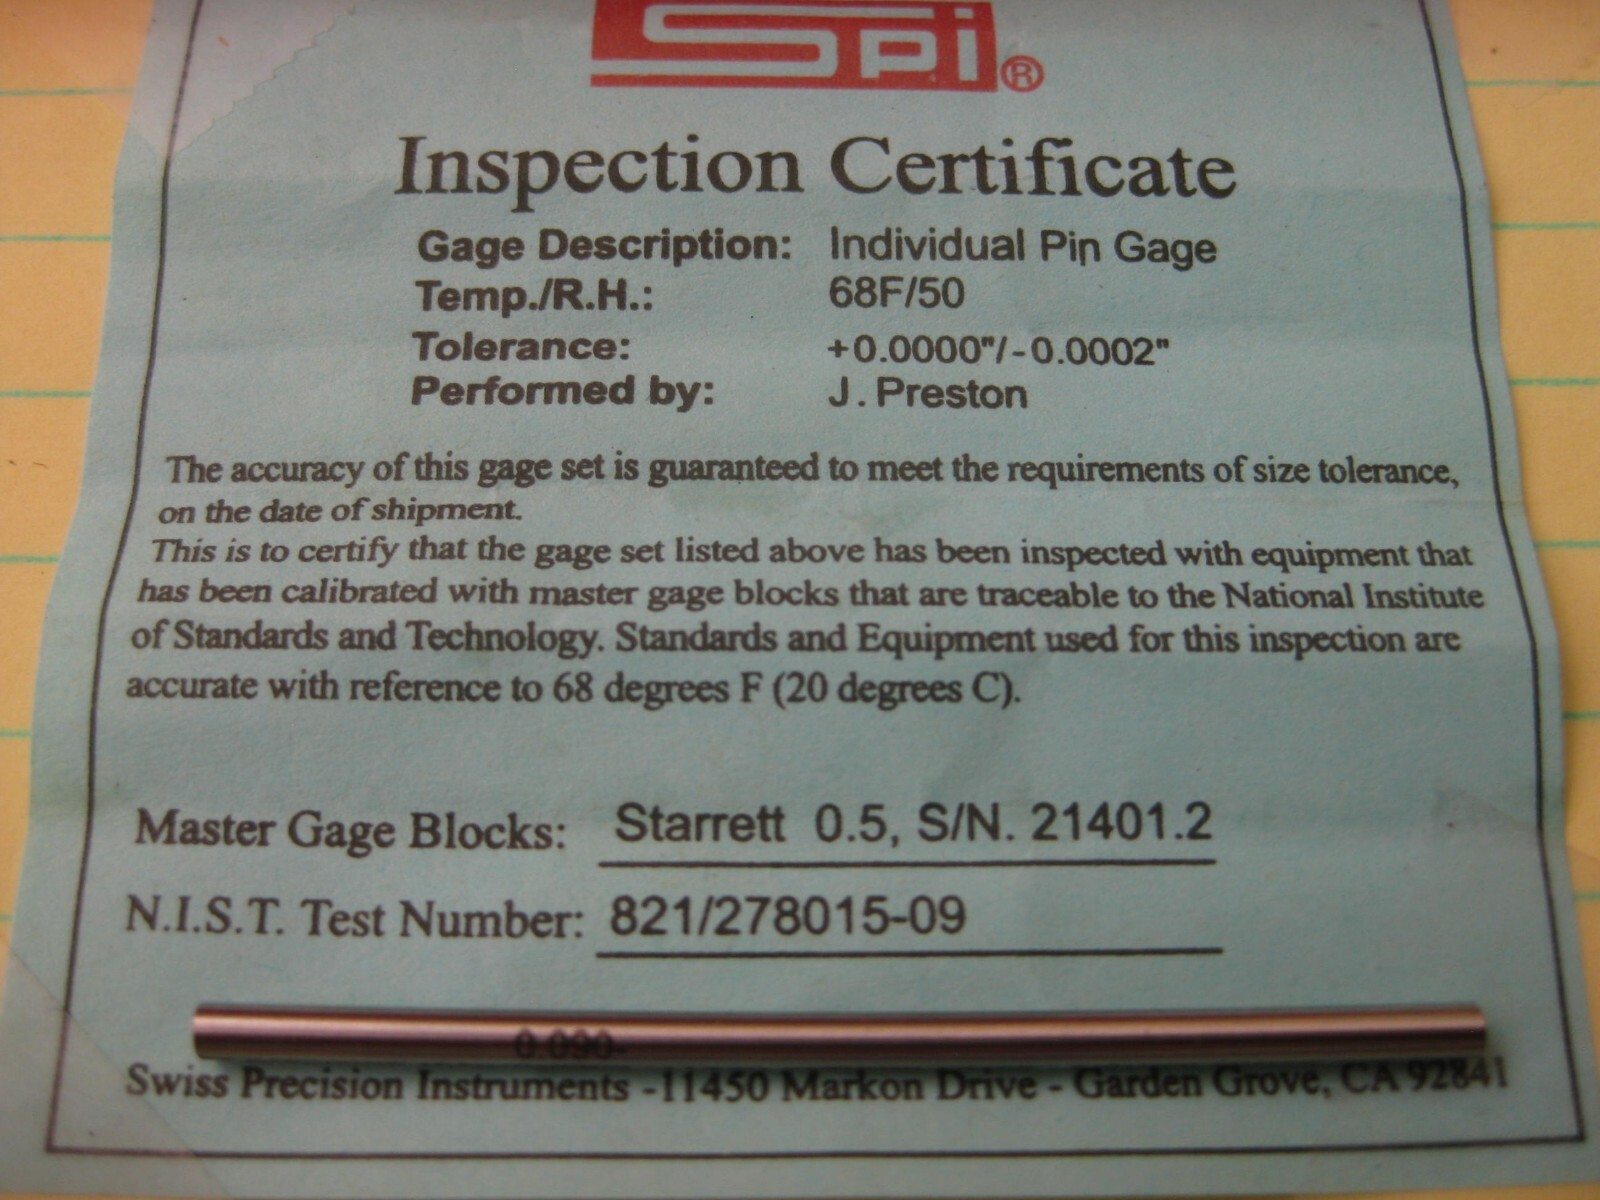 SPi®
Inspection Certificate
Gage Description: Individual Pin Gage
Temp./R.H.: 68F/50
Tolerance: +0.0000"/-0.0002"
Performed by: J. Preston
The accuracy of this gage set is guaranteed to meet the requirements of size tolerance,
on the date of shipment.
This is to certify that the gage set listed above has been inspected with equipment that
has been calibrated with master gage blocks that are traceable to the National Institute
of Standards and Technology. Standards and Equipment used for this inspection are
accurate with reference to 68 degrees F (20 degrees C).
Master Gage Blocks: Starrett 0.5, S/N. 21401.2
N.I.S.T. Test Number: 821/278015-09
0.090-
Swiss Precision Instruments -11450 Markon Drive - Garden Grove, CA 92841